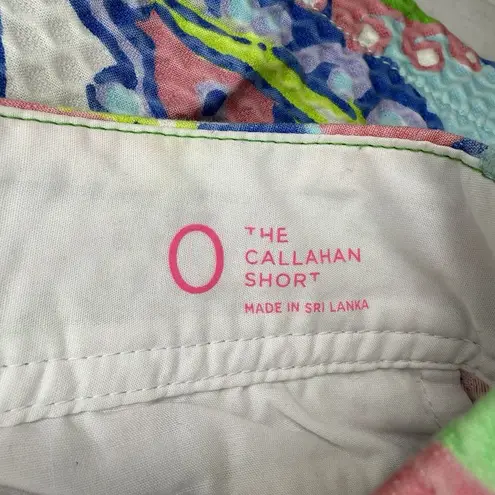 0
THE
CALLAHAN
SHORT
MADE IN SRI LANKA